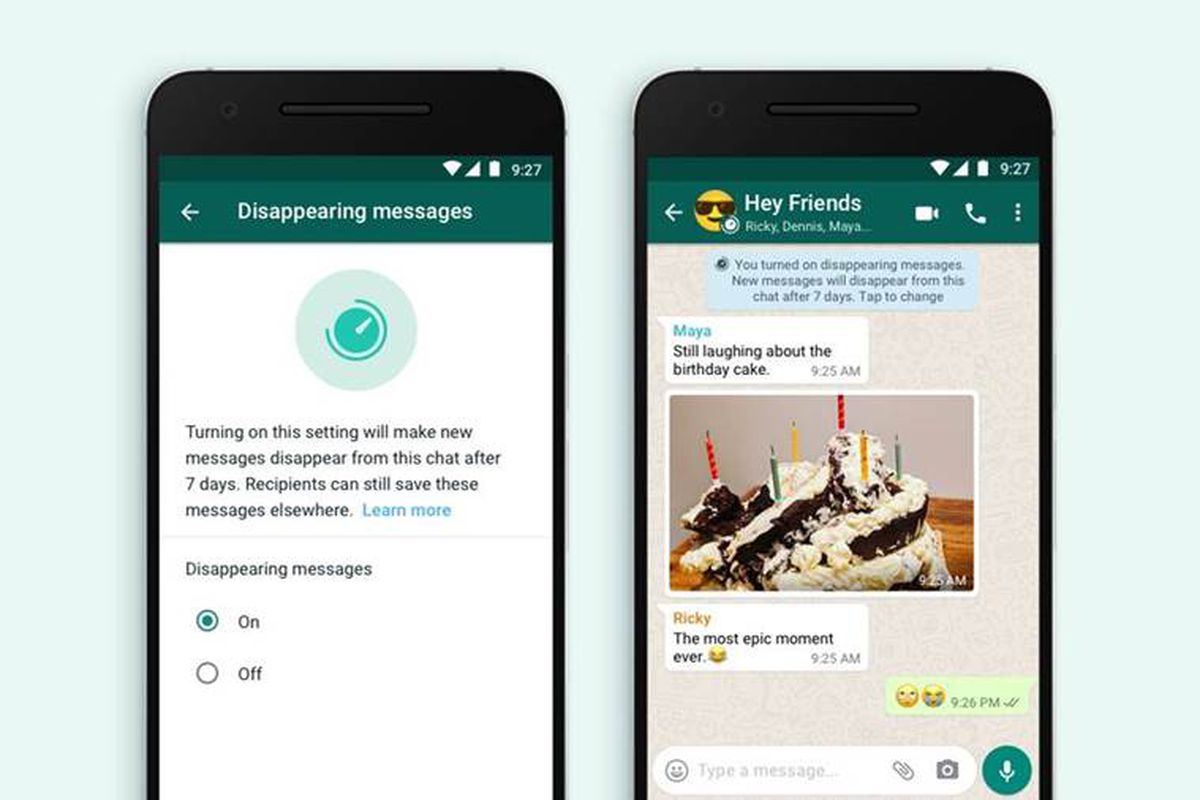 9:27
Disappearing messages
Turning on this setting will make new
messages disappear from this chat after
7 days. Recipients can still save these
messages elsewhere. Learn more
Disappearing messages
On
Off
9:27
Hey Friends
Ricky, Dennis, Maya...
You turned on disappearing messages.
New messages will disappear from this
chat after 7 days. Tap to change
Maya
Still laughing about the
birthday cake. 9:25 AM
9:25 AM
Ricky
The most epic moment
ever.😂 9:25 AM
🙄😭 9:26 PM
Type a message...